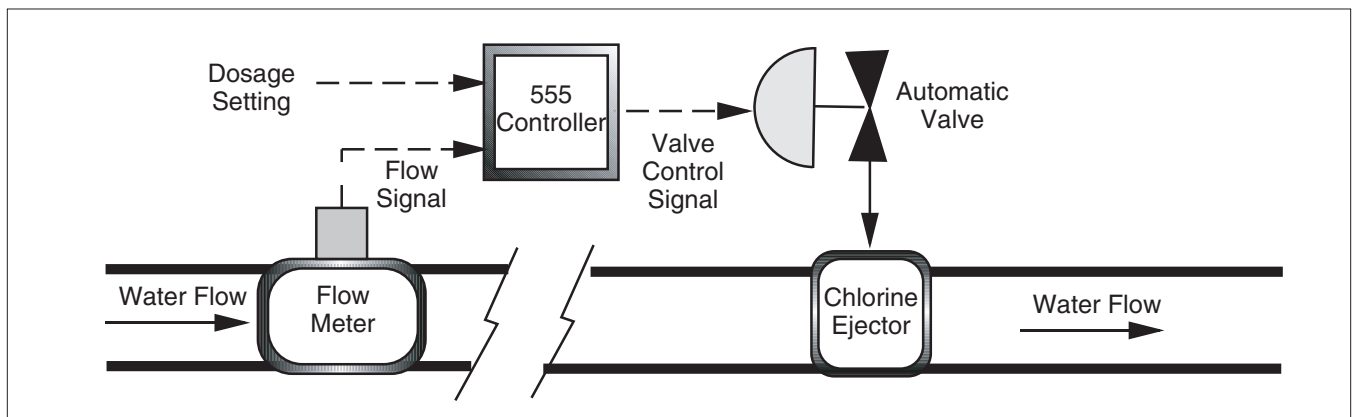 Dosage
Setting
555
Controller
Automatic
Valve
Flow
Signal
Valve
Control
Signal
Water Flow
Flow
Meter
Chlorine
Ejector
Water Flow